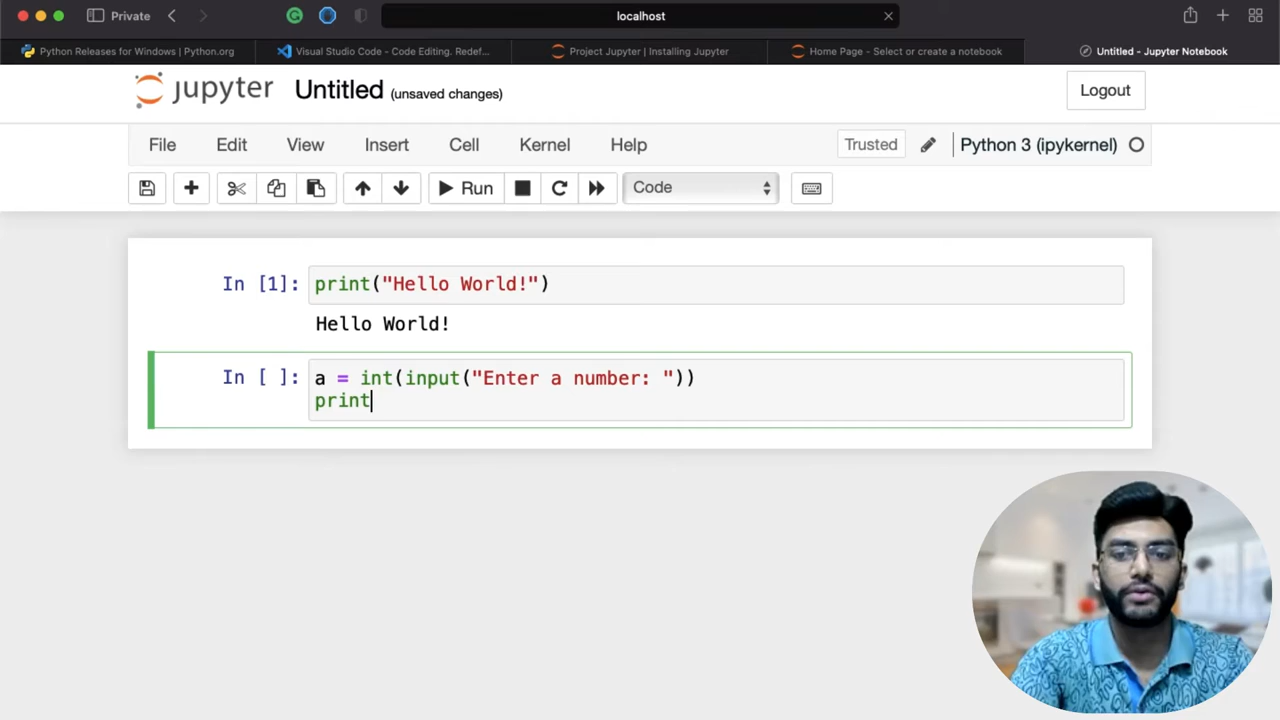 Private
localhost
Python Releases for Windows | Python.org
Visual Studio Code - Code Editing. Redef...
Project Jupyter | Installing Jupyter
Home Page - Select or create a notebook
Untitled - Jupyter Notebook
jupyter Untitled (unsaved changes)
Logout
File Edit View Insert Cell Kernel Help
Trusted
Python 3 (ipykernel)
Run
Code
In [1]: print("Hello World!")
Hello World!
In [ ]: a = int(input("Enter a number: "))
print